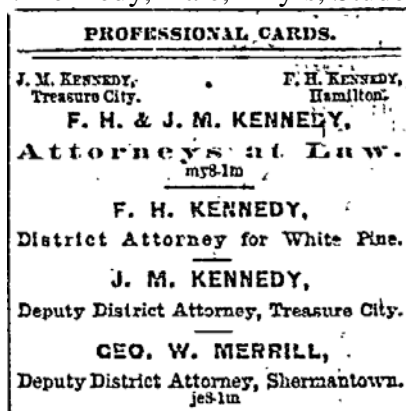 PROFESSIONAL CARDS.
J. M. KENNEDY, F. H. KENNEDY,
Treasure City. Hamilton.
F. H. & J. M. KENNEDY,
Attorneys at Law.
my8-1m
F. H. KENNEDY,
District Attorney for White Pine.
J. M. KENNEDY,
Deputy District Attorney, Treasure City.
GEO. W. MERRILL,
Deputy District Attorney, Shermantown.
je8-1m